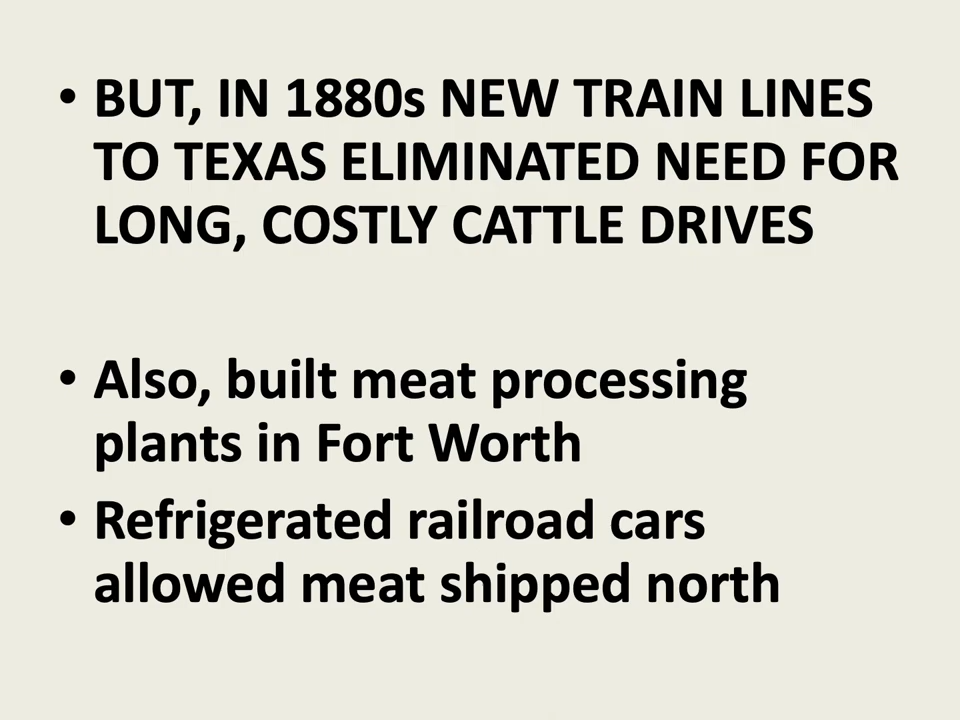 • BUT, IN 1880s NEW TRAIN LINES
TO TEXAS ELIMINATED NEED FOR
LONG, COSTLY CATTLE DRIVES
• Also, built meat processing
plants in Fort Worth
• Refrigerated railroad cars
allowed meat shipped north